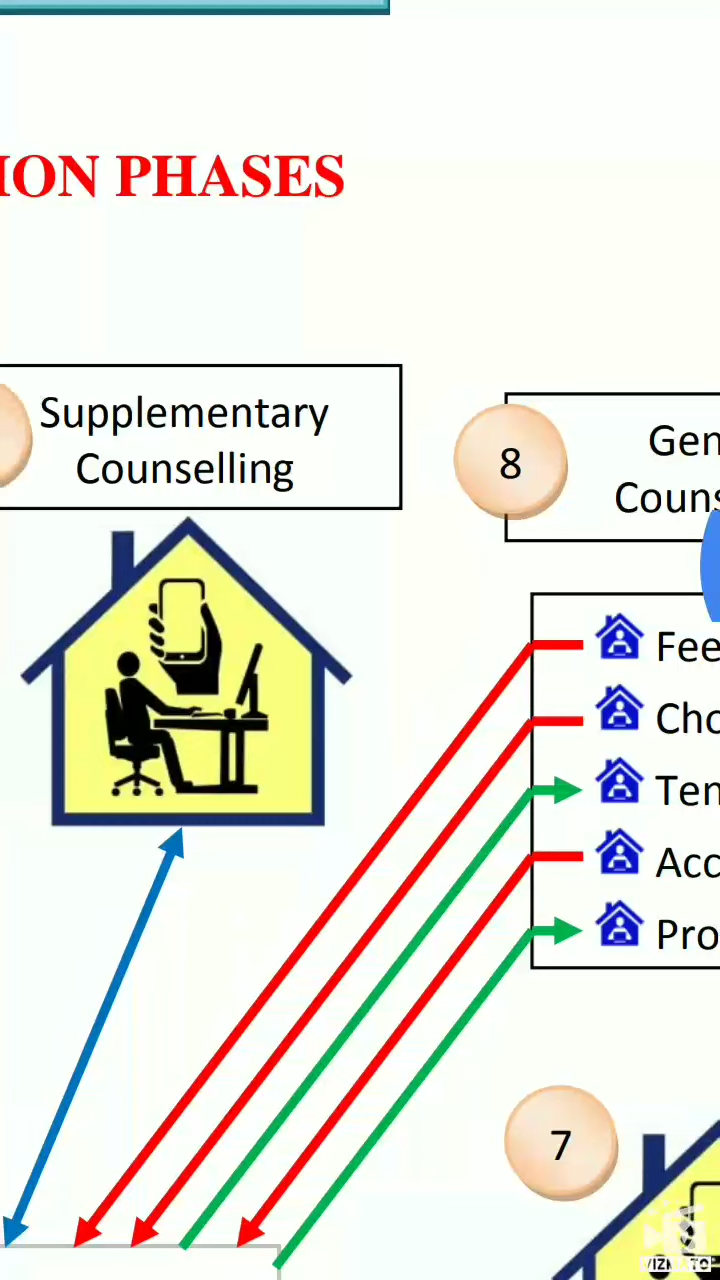 ION PHASES
Supplementary
Counselling
8
Gen
Couns
Fee
Cho
Ten
Acc
Pro
7